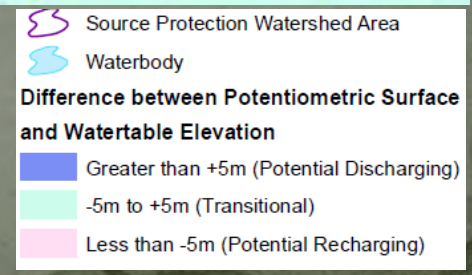 Source Protection Watershed Area
Waterbody
Difference between Potentiometric Surface
and Watertable Elevation
Greater than +5m (Potential Discharging)
-5m to +5m (Transitional)
Less than -5m (Potential Recharging)